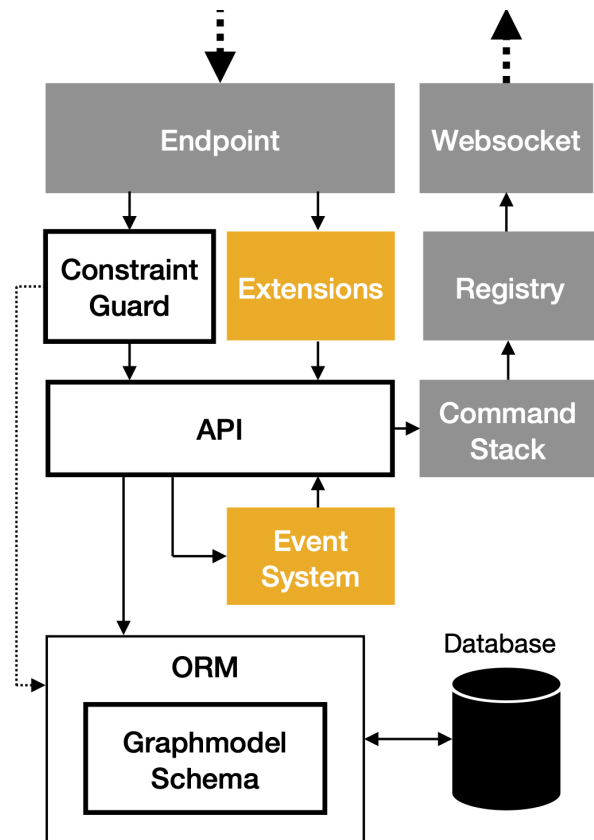 Endpoint
Websocket
Constraint
Guard
Extensions
Registry
API
Command
Stack
Event
System
ORM
Database
Graphmodel
Schema